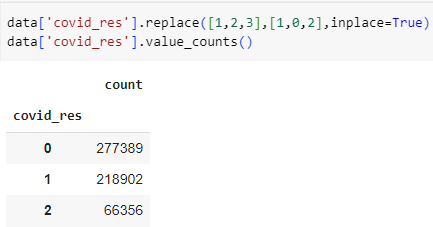 data['covid_res'].replace([1,2,3],[1,0,2],inplace=True)
data['covid_res'].value_counts()
count
covid_res
0 277389
1 218902
2 66356